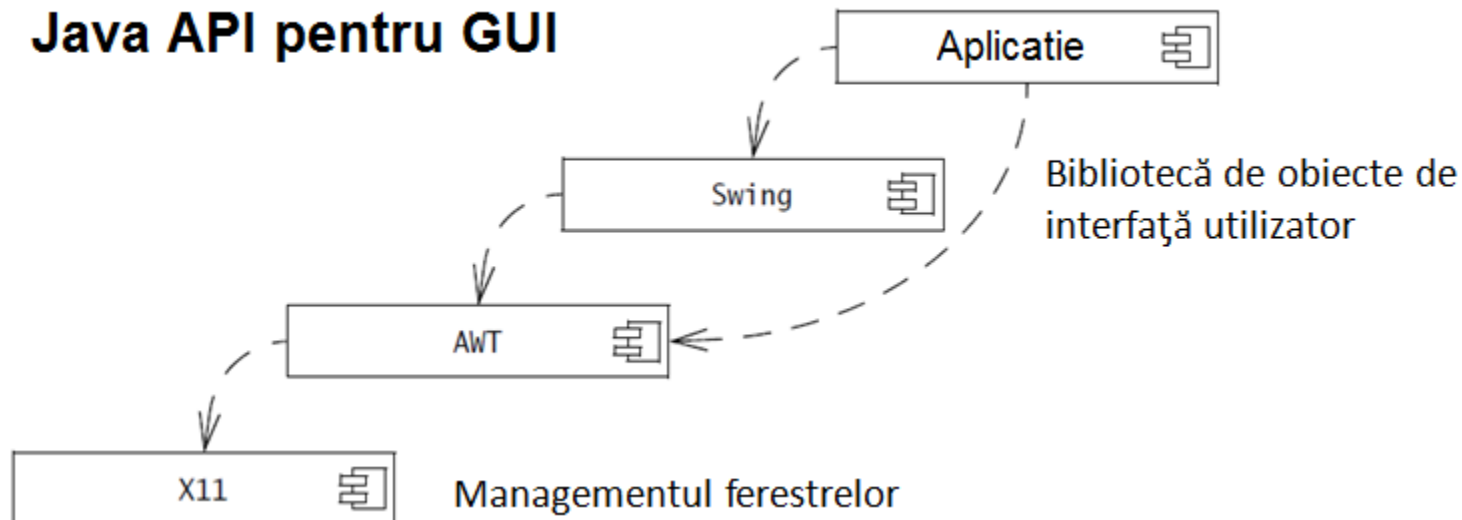 Java API pentru GUI
Aplicatie
Swing
Bibliotecă de obiecte de
interfaţă utilizator
AWT
X11
Managementul ferestrelor